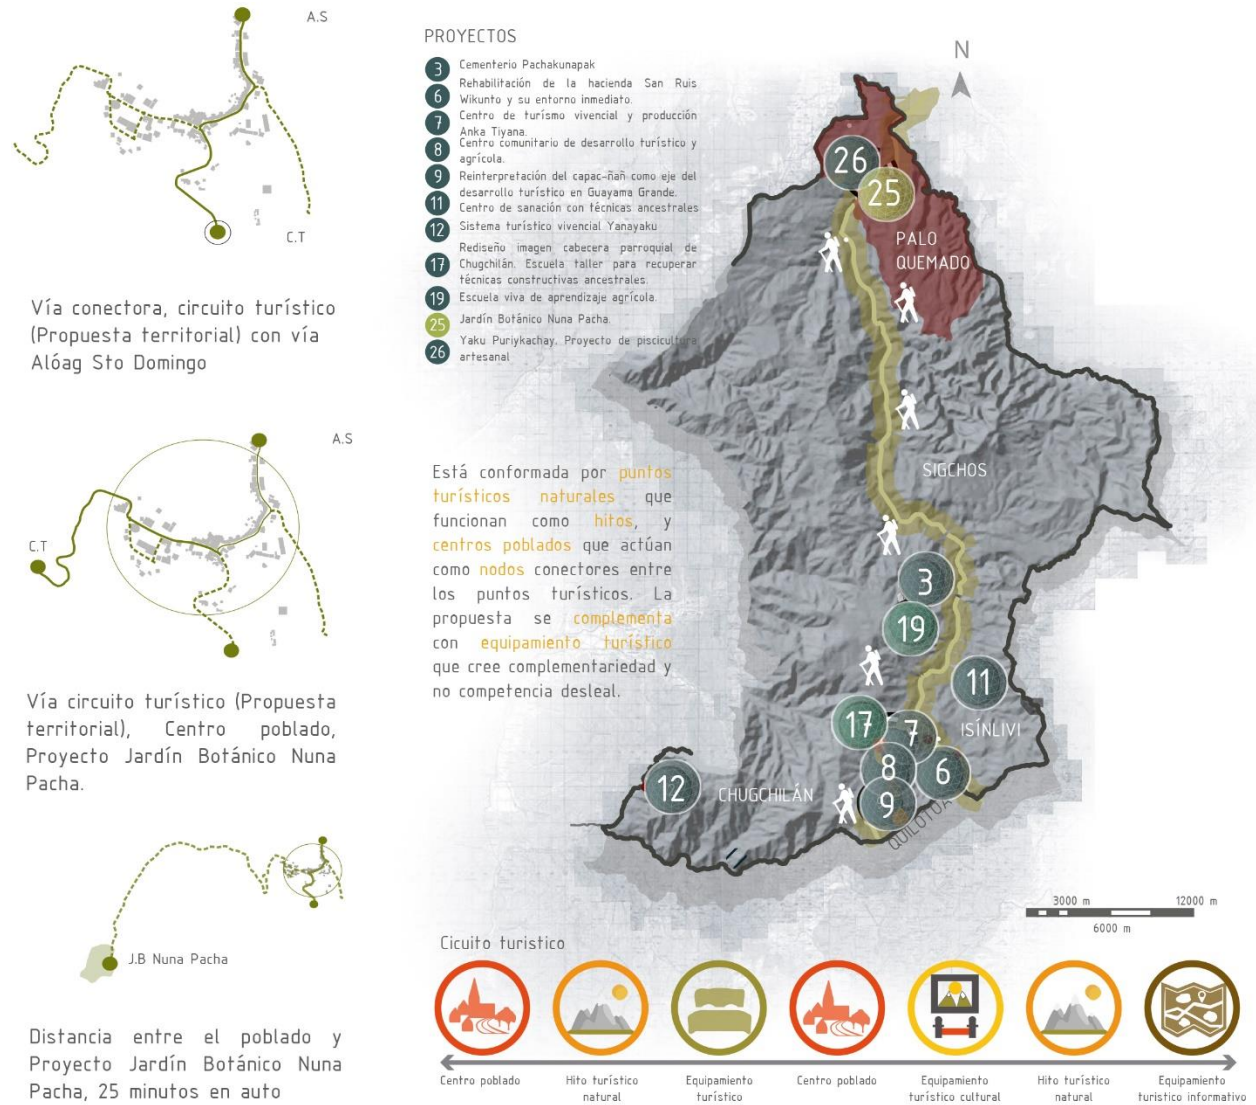 A.S
C.T
Vía conectora, circuito turístico
(Propuesta territorial) con vía
Alóag Sto Domingo
A.S
C.T
Vía circuito turístico (Propuesta
territorial), Centro poblado,
Proyecto Jardín Botánico Nuna
Pacha.
J.B Nuna Pacha
Distancia entre el poblado y
Proyecto Jardín Botánico Nuna
Pacha, 25 minutos en auto
PROYECTOS
3 Cementerio Pachakunapak
6 Rehabilitación de la hacienda San Ruis
Wikunto y su entorno inmediato.
7 Centro de turísmo vivencial y producción
Anka Tiyana.
8 Centro comunitario de desarrollo turístico y
agrícola.
9 Reinterpretación del capac-ñañ como eje del
desarrollo turístico en Guayama Grande.
11 Centro de sanación con técnicas ancestrales
12 Sistema turístico vivencial Yanayaku
Rediseño imagen cabecera parroquial de
17 Chugchilán. Escuela taller para recuperar
técnicas constructivas ancestrales.
19 Escuela viva de aprendizaje agrícola.
25 Jardín Botánico Nuna Pacha.
26 Yaku Puriykachay, Proyecto de piscicultura
artesanal
Está conformada por puntos
turísticos naturales que
funcionan como hitos, y
centros poblados que actúan
como nodos conectores entre
los puntos turísticos. La
propuesta se complementa
con equipamiento turístico
que cree complementariedad y
no competencia desleal.
N
26
25
PALO
QUEMADO
SIGCHOS
3
19
11
ISÍNLIVI
17
7
8
6
12
CHUGCHILÁN
9
QUILOTOA
3000 m 12000 m
6000 m
Cicuito turistico
Centro poblado
Hito turístico
natural
Equipamiento
turístico
Centro poblado
Equipamiento
turístico cultural
Hito turístico
natural
Equipamiento
turistico informativo